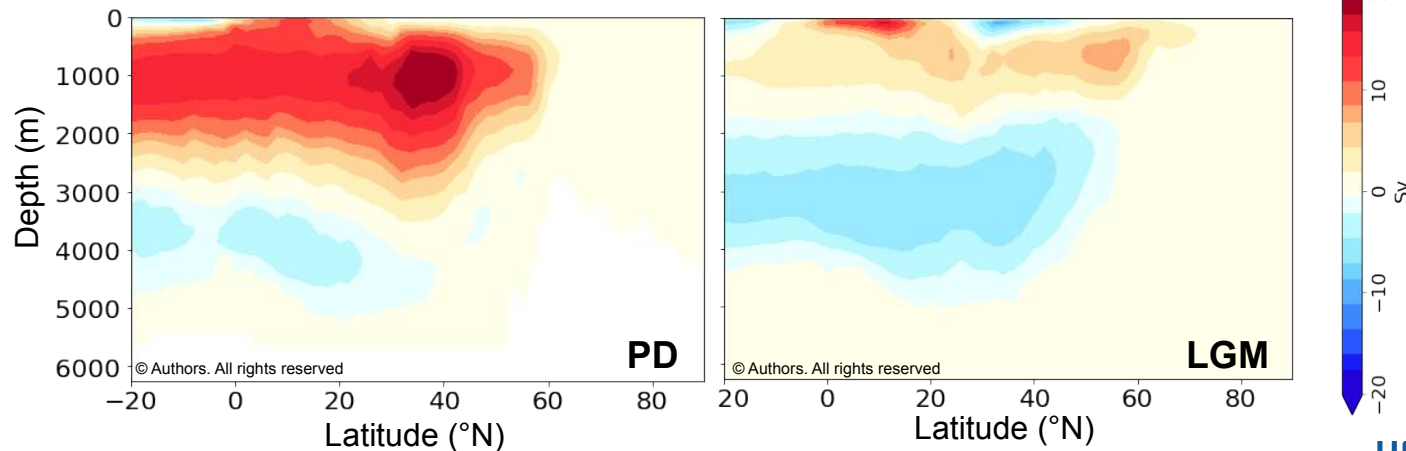 0
1000
2000
3000
4000
5000
6000
Depth (m)
© Authors. All rights reserved
PD
−20 0 20 40 60 80
Latitude (°N)
© Authors. All rights reserved
LGM
20 0 20 40 60 80
Latitude (°N)
10
0
−10
−20
Sv